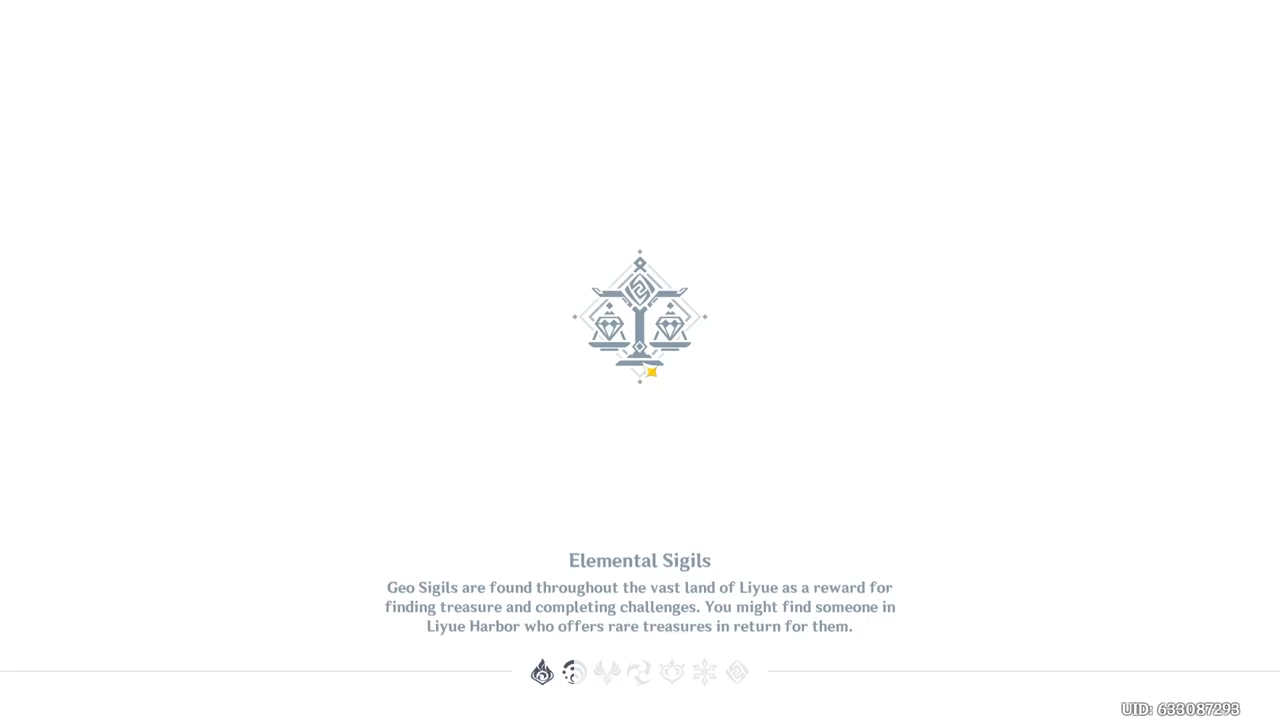 Elemental Sigils
Geo Sigils are found throughout the vast land of Liyue as a reward for
finding treasure and completing challenges. You might find someone in
Liyue Harbor who offers rare treasures in return for them.
UID: 633087293